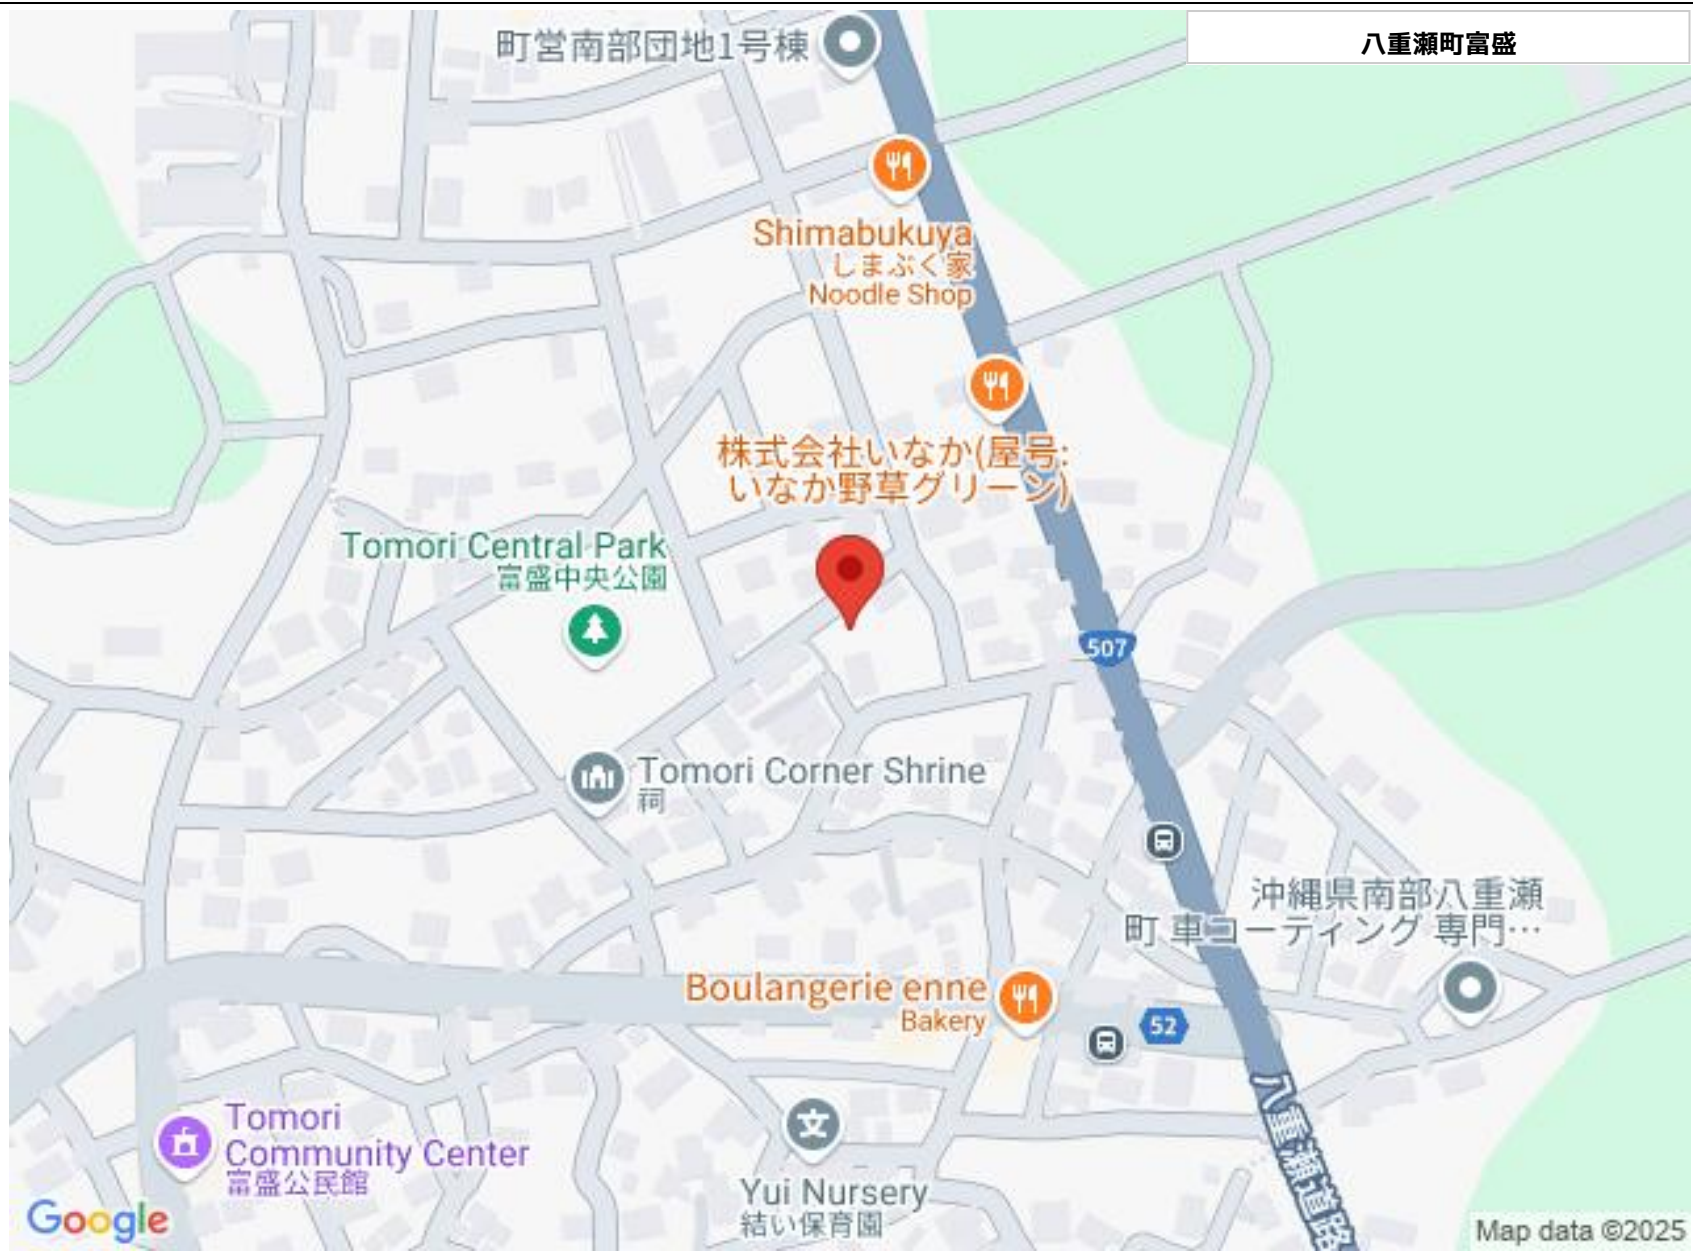 八重瀬町富盛
町営南部団地1号棟
Shimabukuya
しまぶく家
Noodle Shop
株式会社いなか(屋号:
いなか野草グリーン)
Tomori Central Park
富盛中央公園
507
Tomori Corner Shrine
祠
沖縄県南部八重瀬
町 車コーティング 専門…
Boulangerie enne
Bakery
52
八重瀬道路
Tomori
Community Center
富盛公民館
文
Yui Nursery
結い保育園
Google
Map data ©2025